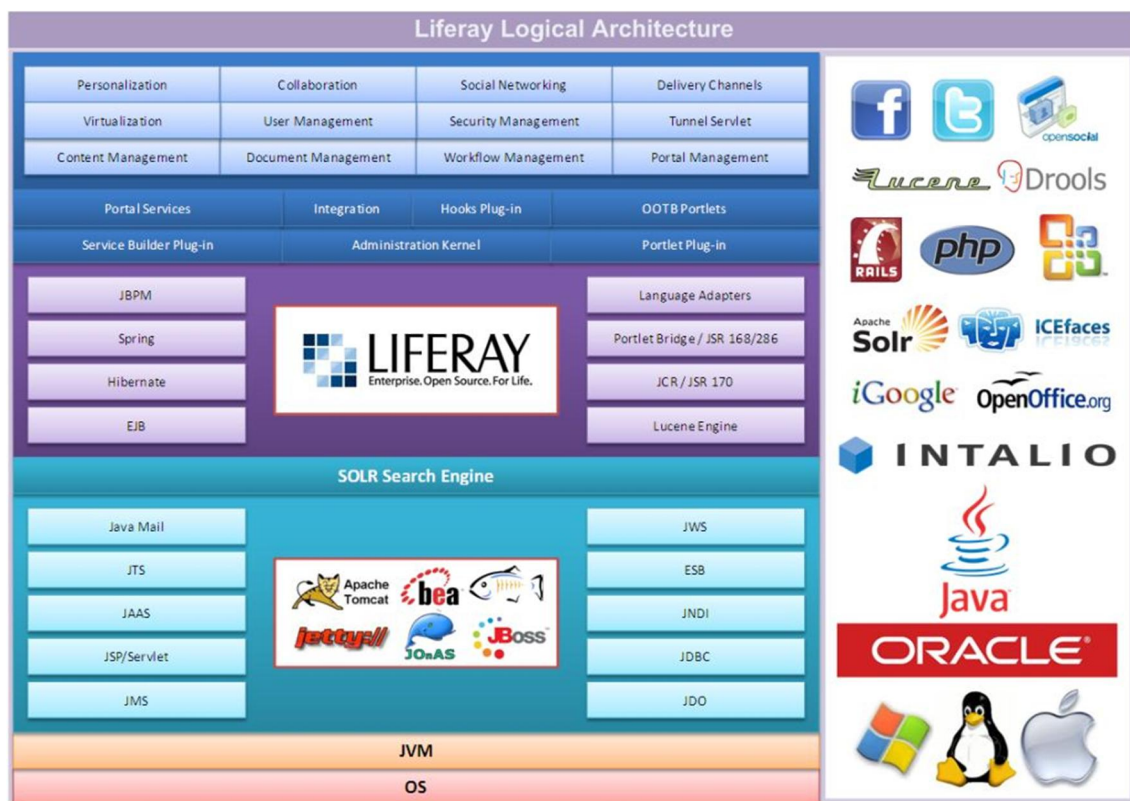 Liferay Logical Architecture
Personalization Collaboration Social Networking Delivery Channels
Virtualization User Management Security Management Tunnel Servlet
Content Management Document Management Workflow Management Portal Management
Portal Services Integration Hooks Plug-in OOTB Portlets
Service Builder Plug-in Administration Kernel Portlet Plug-in
JBPM
Spring
Hibernate
EJB
LIFERAY
Enterprise. Open Source. For Life.
Language Adapters
Portlet Bridge / JSR 168/286
JCR / JSR 170
Lucene Engine
SOLR Search Engine
Java Mail
JTS
JAAS
JSP/Servlet
JMS
Apache
Tomcat
bea
jetty://
JOnAS
JBoss
JWS
ESB
JNDI
JDBC
JDO
JVM
OS
f
t
opensocial
Lucene Drools
RAILS
php
Apache
Solr
ICEfaces
iGoogle OpenOffice.org
INTALIO
Java
ORACLE